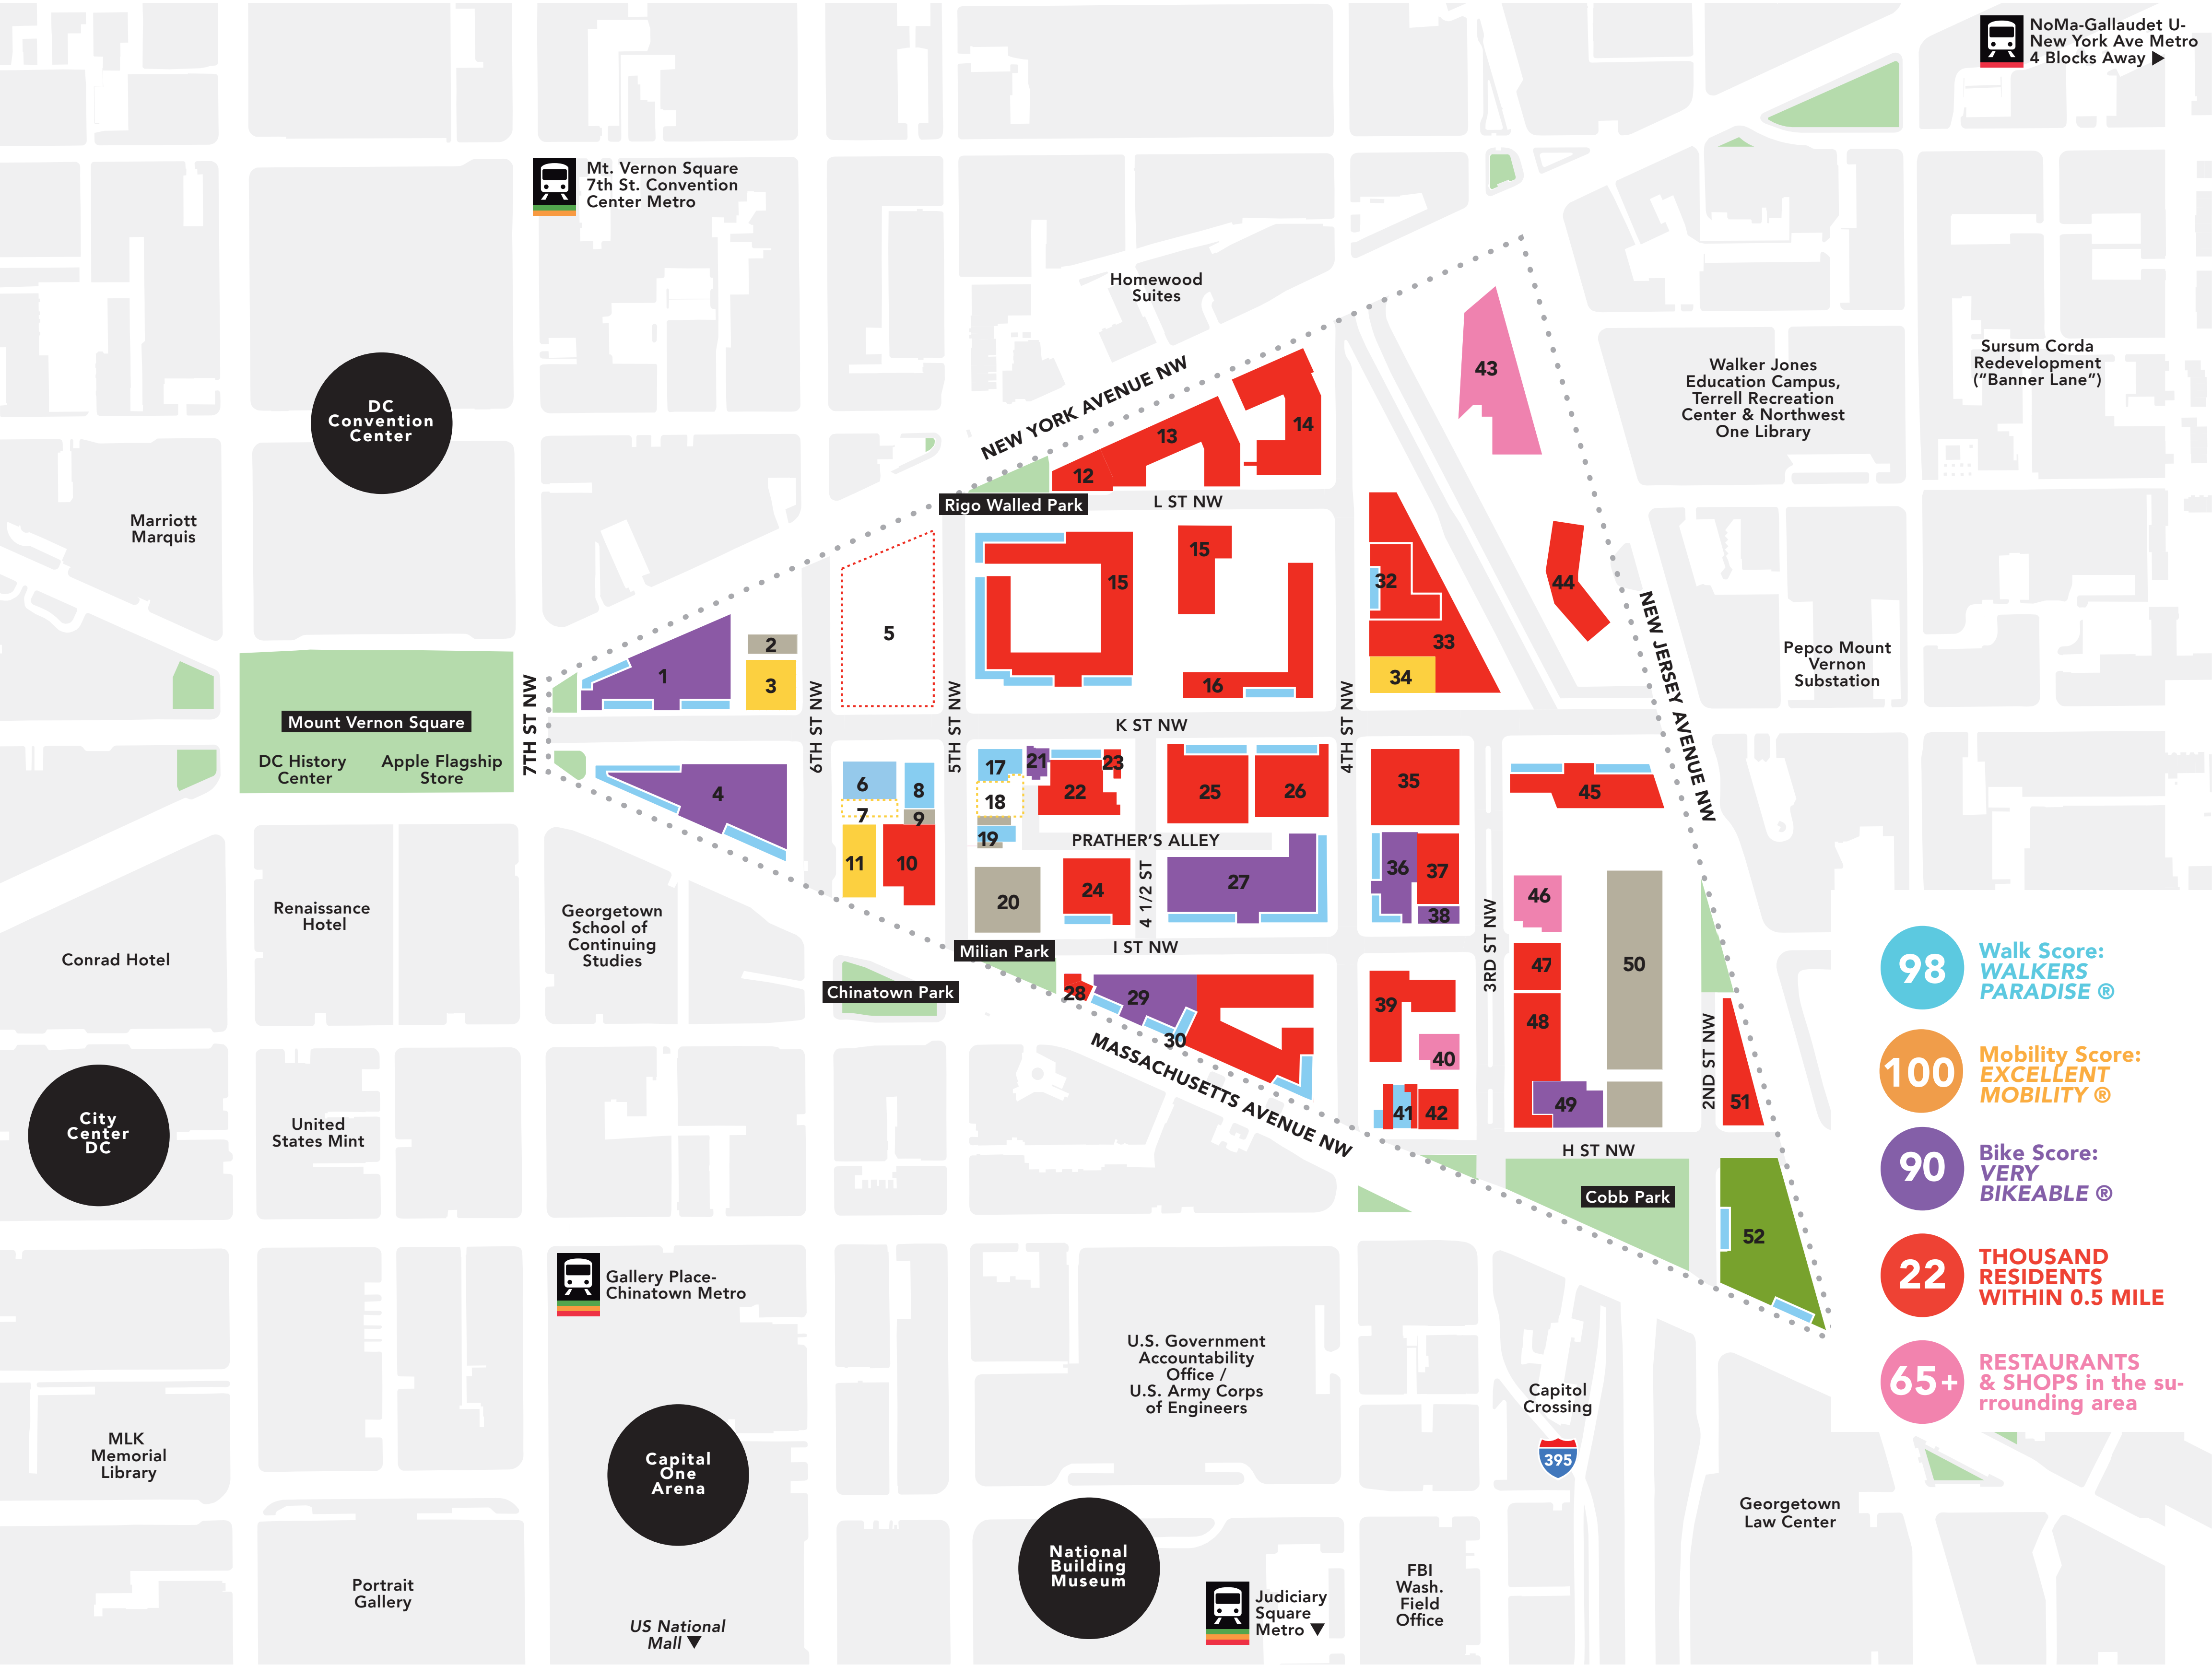 NoMa-Gallaudet U-
New York Ave Metro
4 Blocks Away ▶
Mt. Vernon Square
7th St. Convention
Center Metro
Homewood
Suites
DC
Convention
Center
NEW YORK AVENUE NW
43
Walker Jones
Education Campus,
Terrell Recreation
Center & Northwest
One Library
Sursum Corda
Redevelopment
(“Banner Lane”)
14
13
12
Rigo Walled Park
L ST NW
Marriott
Marquis
15
15
32
44
5
33
2
1
3
16
34
NEW JERSEY AVENUE NW
Pepco Mount
Vernon
Substation
Mount Vernon Square
DC History
Center
Apple Flagship
Store
7TH ST NW
6TH ST NW
5TH ST NW
K ST NW
4TH ST NW
4
6
7
8
9
11
10
17
18
19
20
21
22
23
25
26
PRATHER'S ALLEY
24
4 1/2 ST
27
35
36
37
38
45
46
47
48
49
50
3RD ST NW
2ND ST NW
51
Renaissance
Hotel
Georgetown
School of
Continuing
Studies
Conrad Hotel
Milian Park
I ST NW
Chinatown Park
28
29
30
MASSACHUSETTS AVENUE NW
39
40
41
42
H ST NW
Cobb Park
52
City
Center
DC
United
States Mint
98
Walk Score:
WALKERS
PARADISE ®
100
Mobility Score:
EXCELLENT
MOBILITY ®
90
Bike Score:
VERY
BIKEABLE ®
22
THOUSAND
RESIDENTS
WITHIN 0.5 MILE
65+
RESTAURANTS
& SHOPS in the su-
rrounding area
Gallery Place-
Chinatown Metro
U.S. Government
Accountability
Office /
U.S. Army Corps
of Engineers
Capitol
Crossing
395
MLK
Memorial
Library
Capital
One
Arena
Georgetown
Law Center
National
Building
Museum
Portrait
Gallery
US National
Mall ▼
Judiciary
Square
Metro ▼
FBI
Wash.
Field
Office